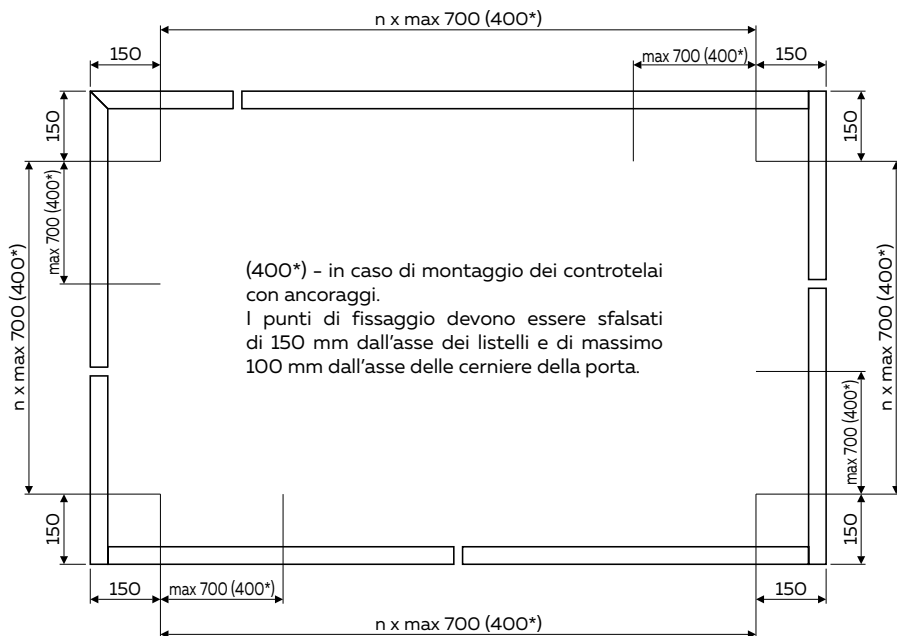 n x max 700 (400*)
150
max 700 (400*)
150
150
150
max 700 (400*)
n x max 700 (400*)
(400*) - in caso di montaggio dei controtelai
con ancoraggi.
I punti di fissaggio devono essere sfalsati
di 150 mm dall'asse dei listelli e di massimo
100 mm dall'asse delle cerniere della porta.
n x max 700 (400*)
max 700 (400*)
150
150
150
max 700 (400*)
150
n x max 700 (400*)